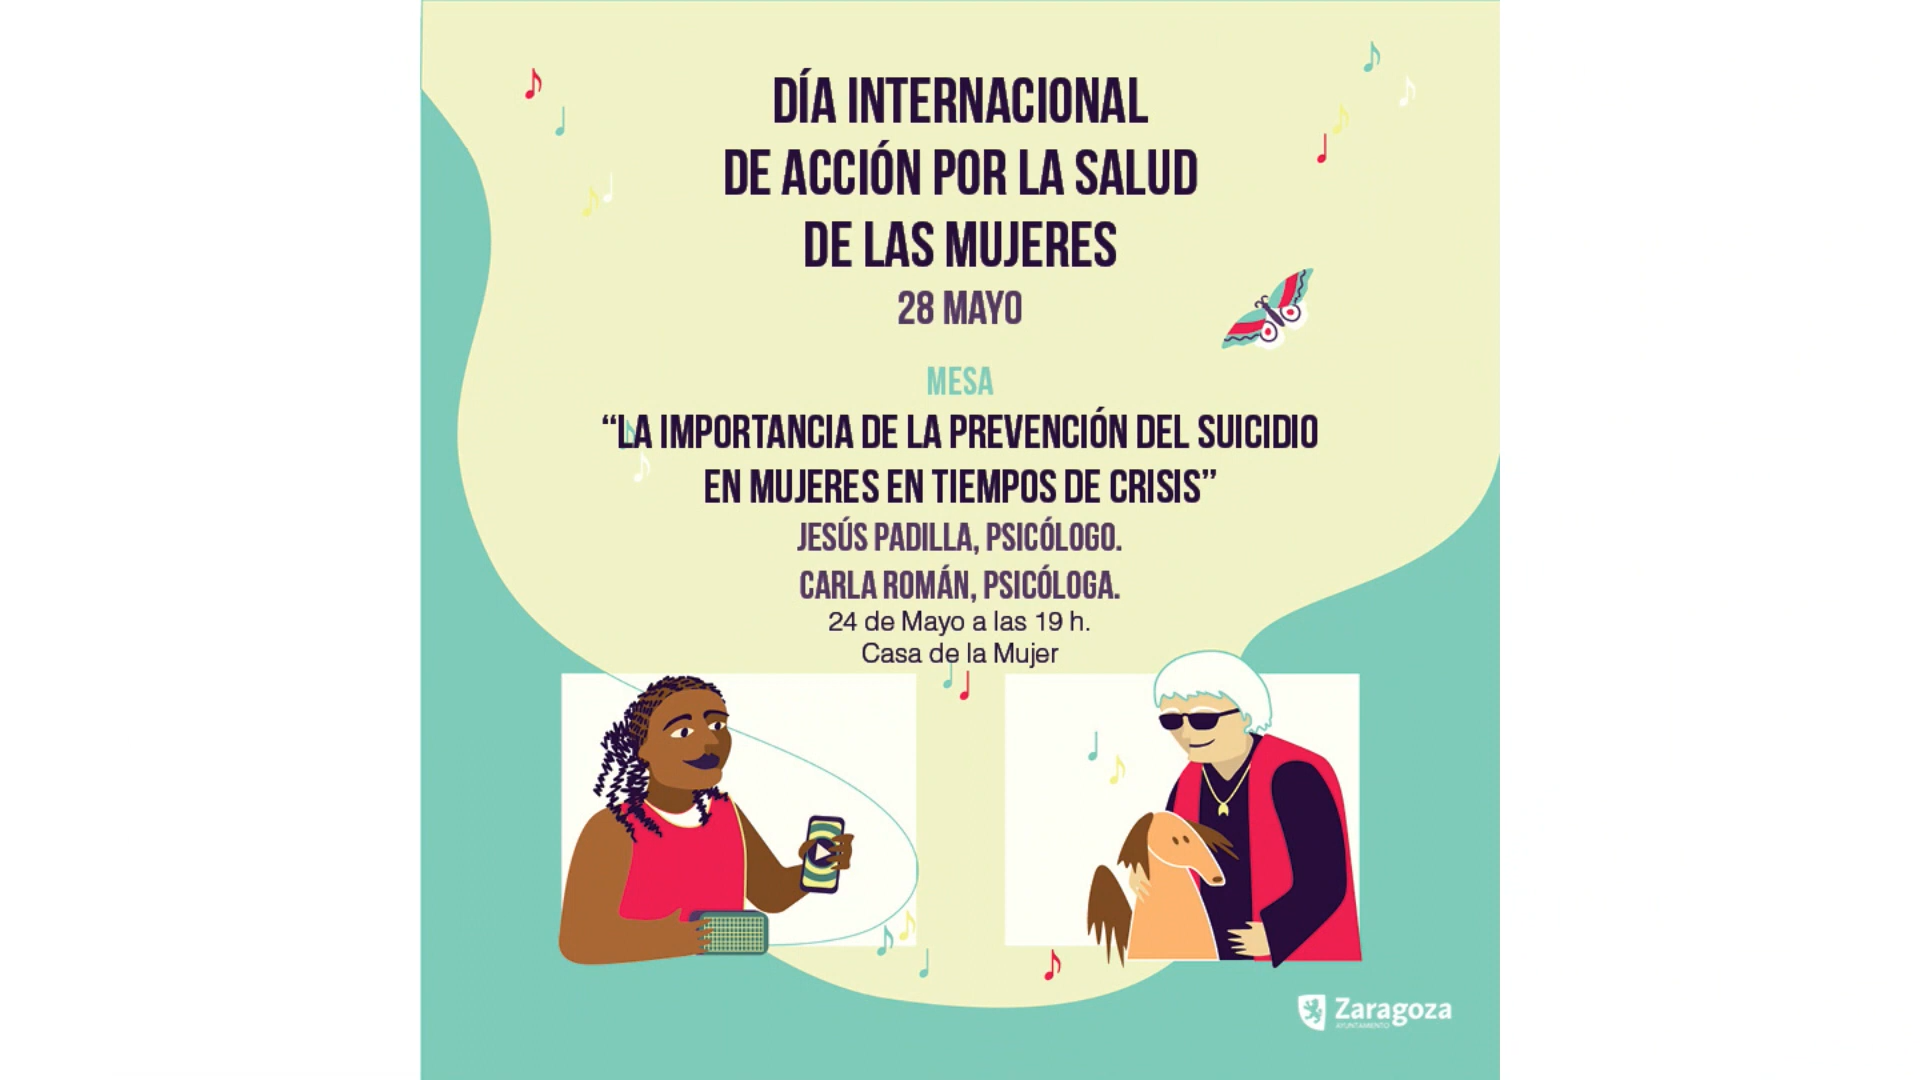 DÍA INTERNACIONAL
DE ACCIÓN POR LA SALUD
DE LAS MUJERES
28 MAYO
MESA
“LA IMPORTANCIA DE LA PREVENCIÓN DEL SUICIDIO
EN MUJERES EN TIEMPOS DE CRISIS”
JESÚS PADILLA, PSICÓLOGO.
CARLA ROMÁN, PSICÓLOGA.
24 de Mayo a las 19 h.
Casa de la Mujer
Zaragoza
AYUNTAMIENTO